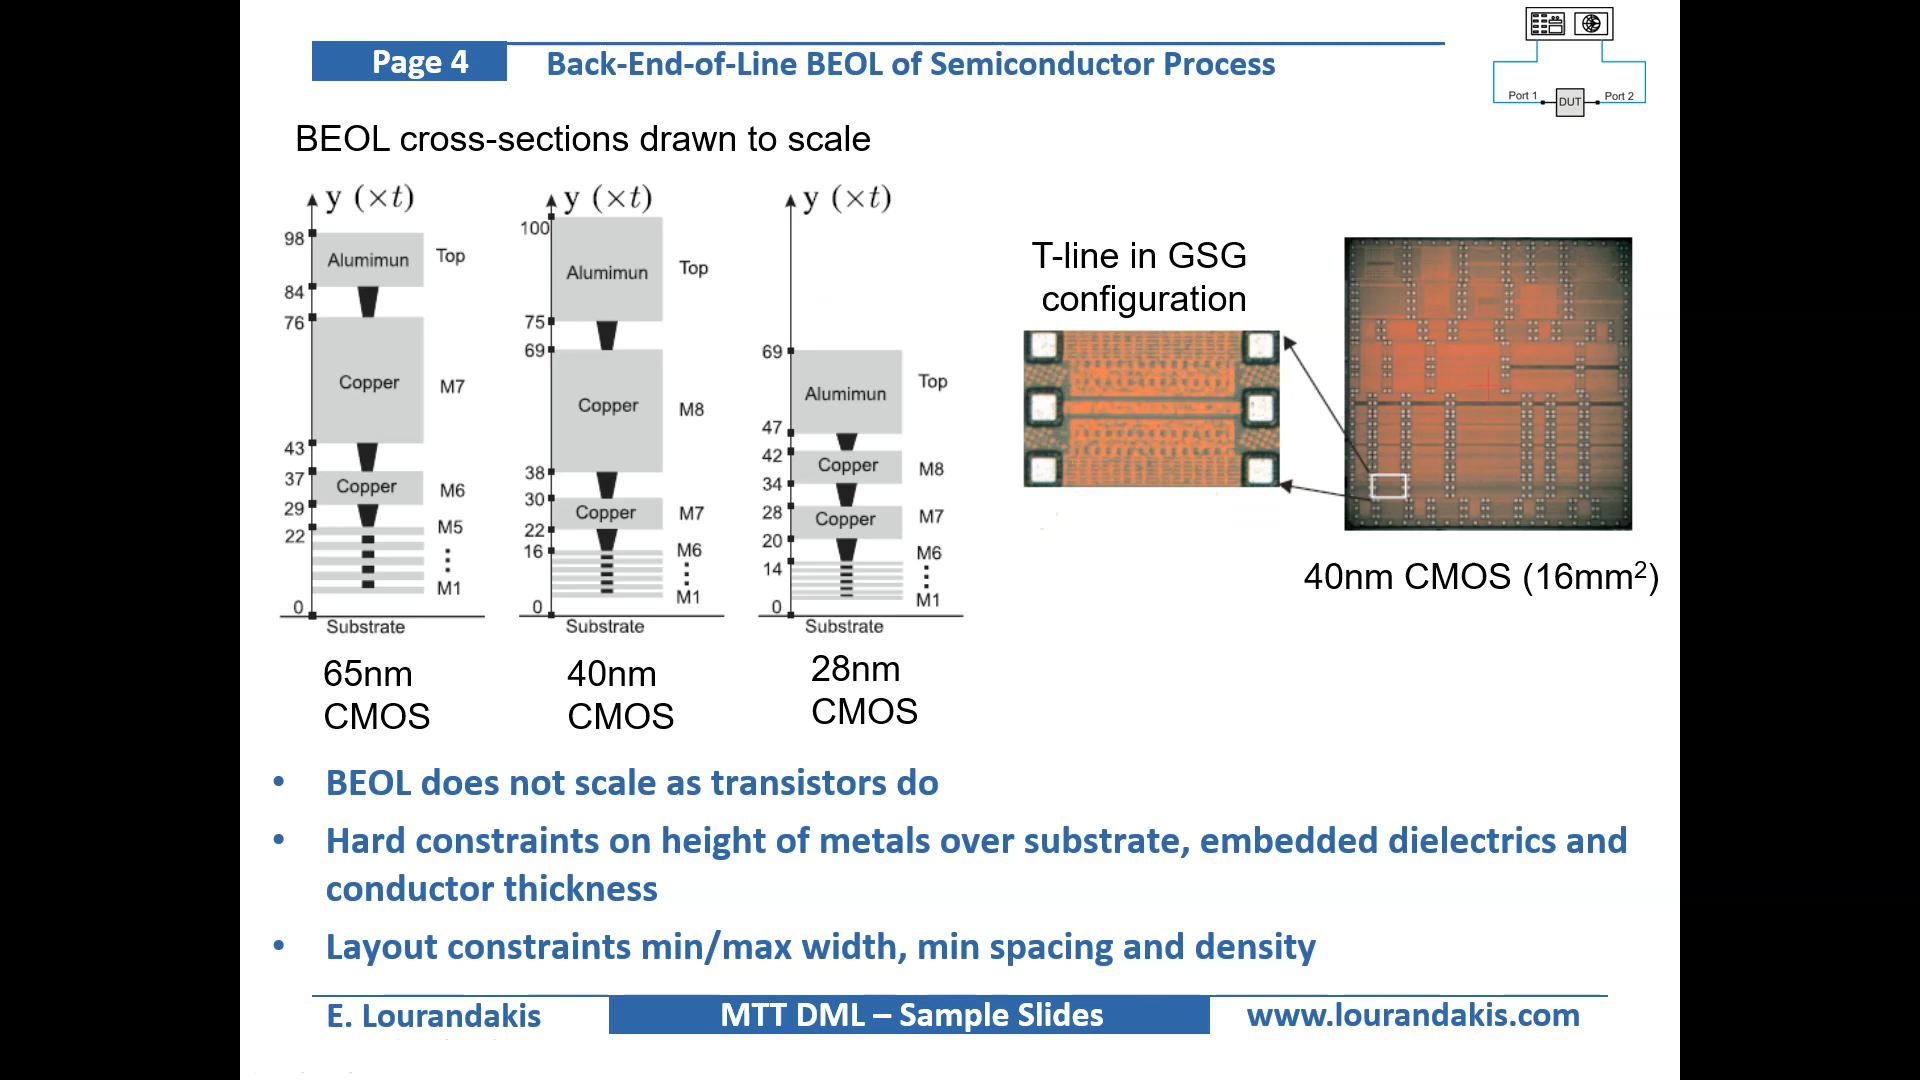 Page 4
Back-End-of-Line BEOL of Semiconductor Process
Port 1
DUT
Port 2
BEOL cross-sections drawn to scale
y (×t)
98
Alumimun
Top
84
76
Copper
M7
43
37
Copper
M6
29
M5
22
M1
0
Substrate
65nm
CMOS
y (×t)
100
Alumimun
Top
75
69
Copper
M8
38
30
Copper
M7
22
16
M6
M1
0
Substrate
40nm
CMOS
y (×t)
69
Alumimun
Top
47
42
Copper
M8
34
28
Copper
M7
20
M6
14
M1
0
Substrate
28nm
CMOS
T-line in GSG
configuration
40nm CMOS (16mm²)
• BEOL does not scale as transistors do
• Hard constraints on height of metals over substrate, embedded dielectrics and
conductor thickness
• Layout constraints min/max width, min spacing and density
E. Lourandakis
MTT DML – Sample Slides
www.lourandakis.com